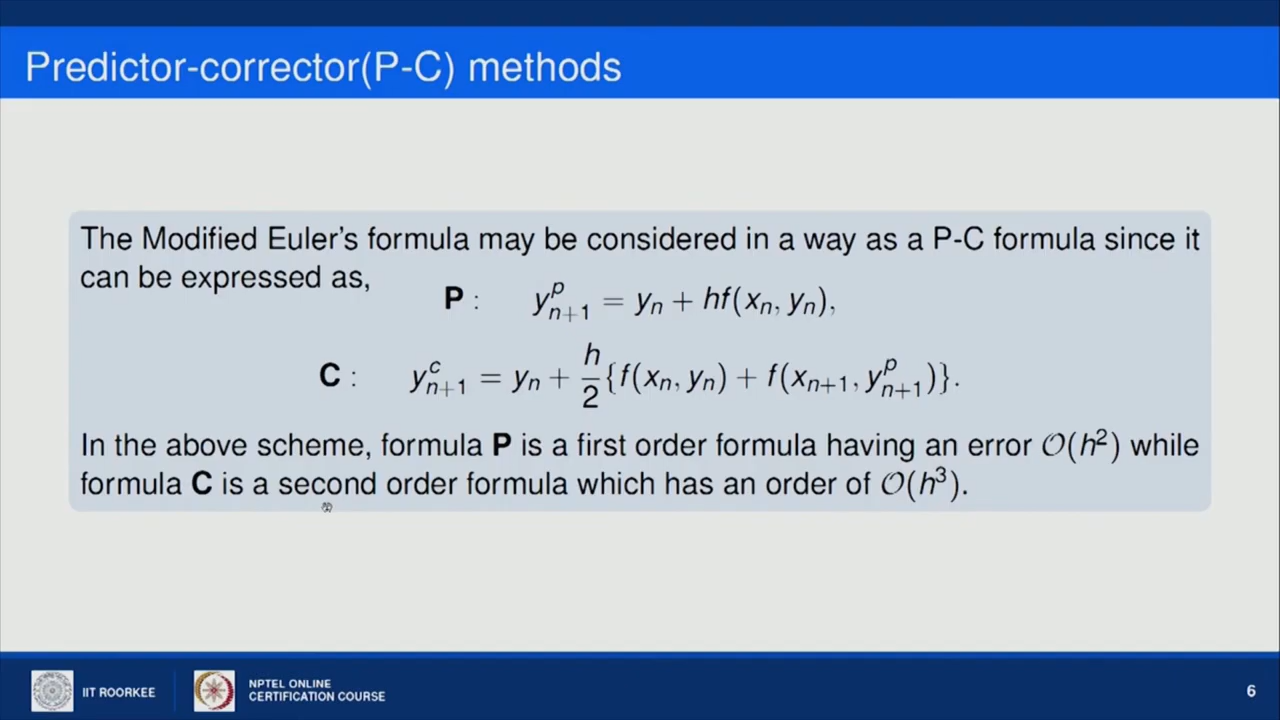 Predictor-corrector(P-C) methods
The Modified Euler's formula may be considered in a way as a P-C formula since it
can be expressed as,
P : y^p_{n+1} = y_n + hf(x_n, y_n),
C : y^c_{n+1} = y_n + \frac{h}{2}{f(x_n, y_n) + f(x_{n+1}, y^p_{n+1})}.
In the above scheme, formula P is a first order formula having an error 𝒪(h²) while
formula C is a second order formula which has an order of 𝒪(h³).
IIT ROORKEE
NPTEL ONLINE
CERTIFICATION COURSE
6